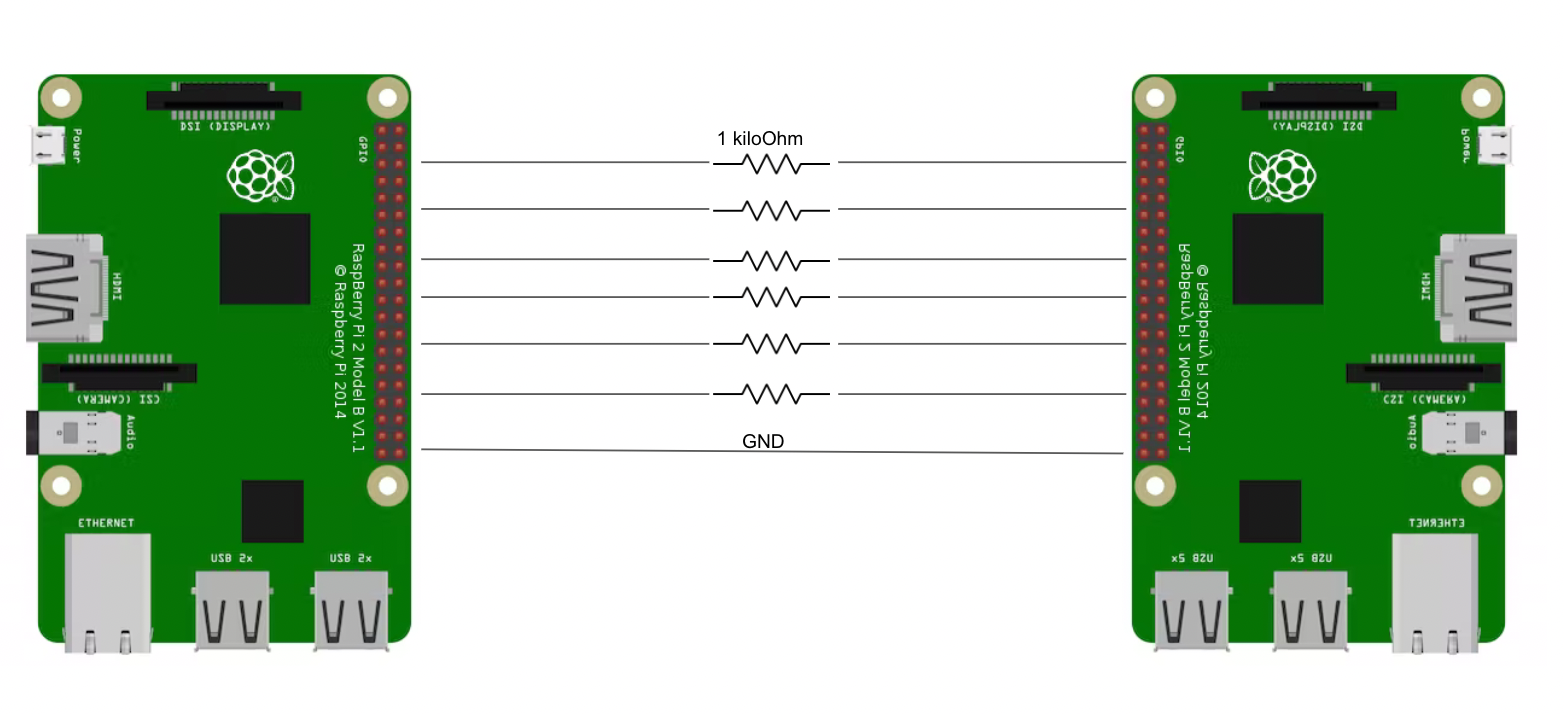 DSI (DISPLAY)
Power
GPIO
HDMI
RaspBerry Pi 2 Model B V1.1
© Raspberry Pi 2014
CSI (CAMERA)
Audio
ETHERNET
USB 2x
USB 2x
1 kiloOhm
GND
DSI (DISPLAY)
Power
GPIO
HDMI
RaspBerry Pi 2 Model B V1.1
© Raspberry Pi 2014
CSI (CAMERA)
Audio
ETHERNET
USB 2x
USB 2x